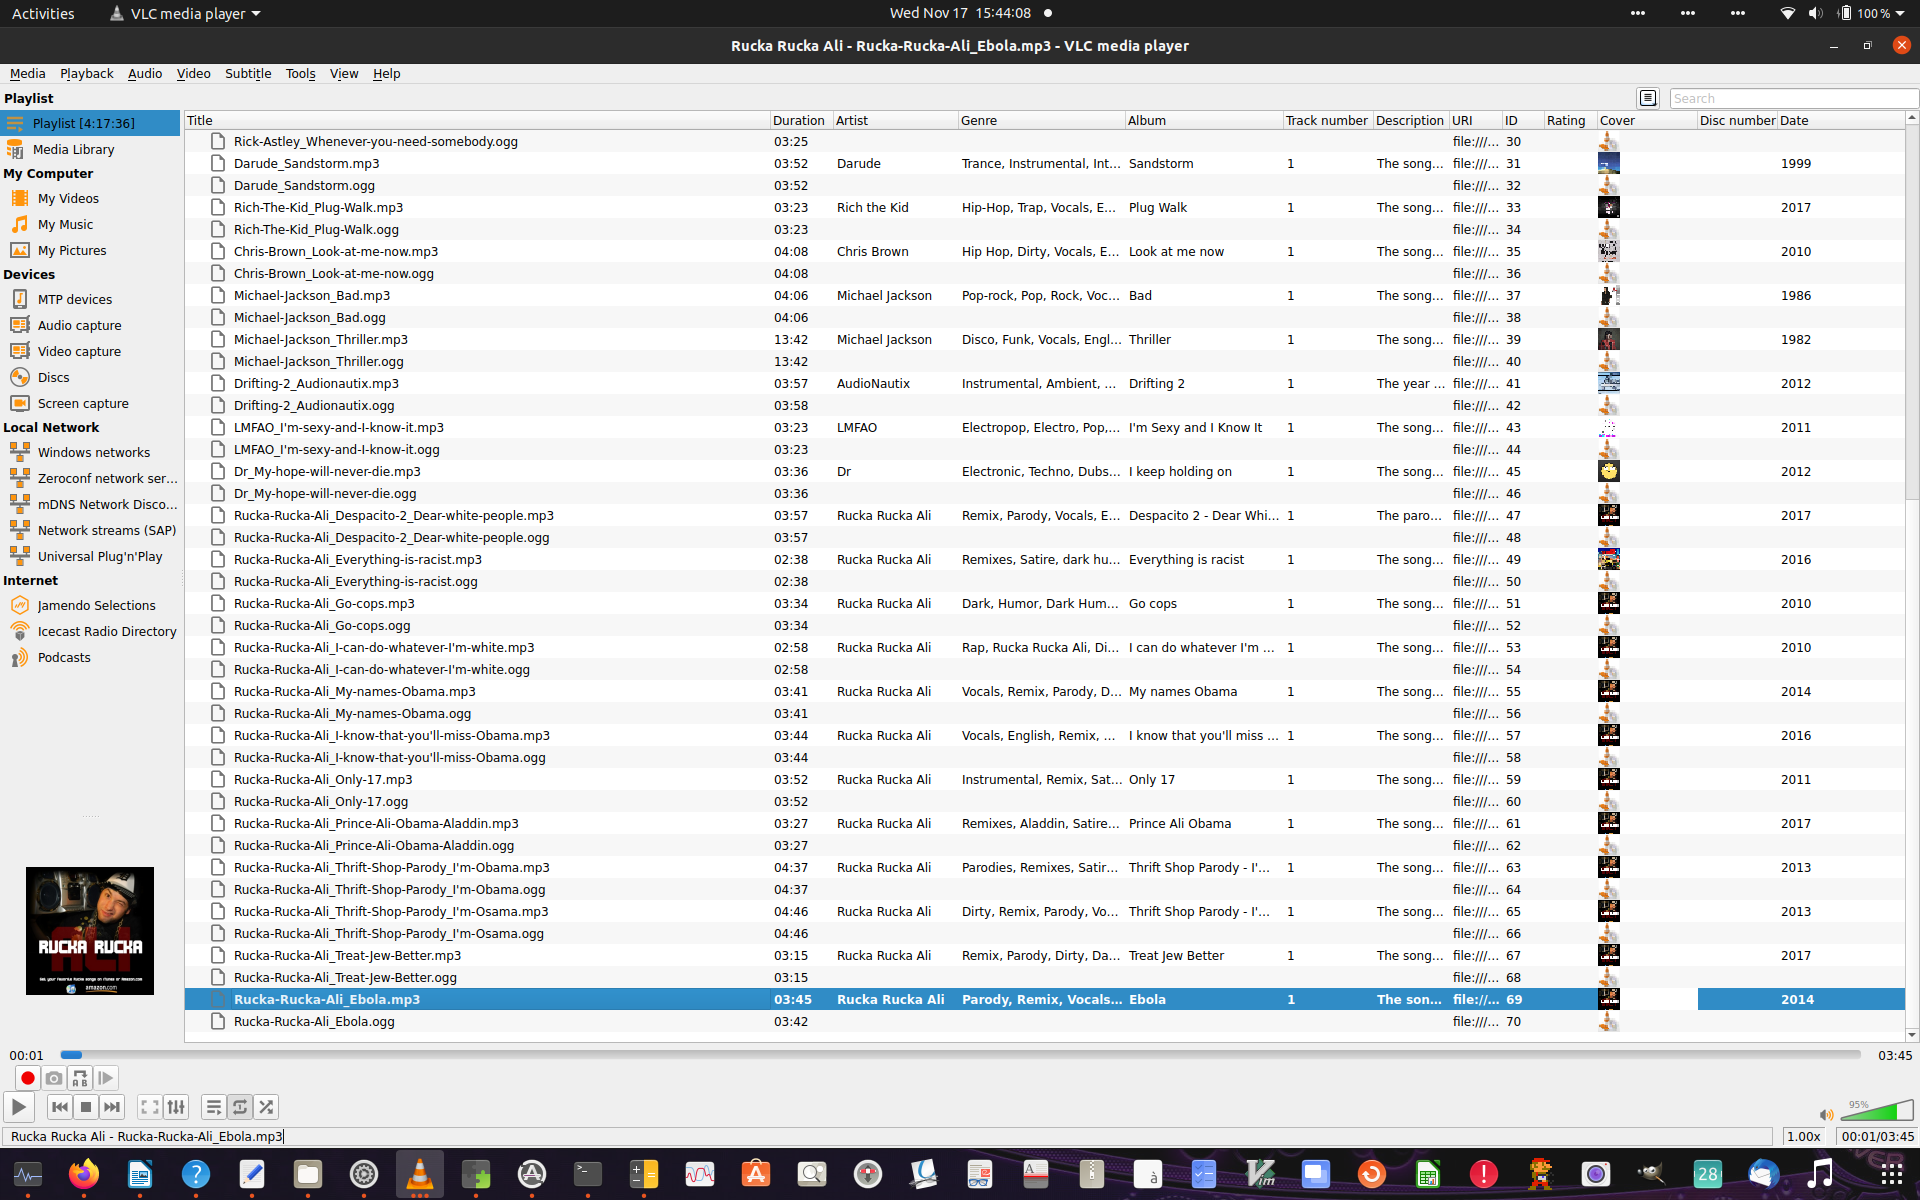 Activities VLC media player Wed Nov 17 15:44:08 100 %
Rucka Rucka Ali - Rucka-Rucka-Ali_Ebola.mp3 - VLC media player
Media Playback Audio Video Subtitle Tools View Help
Playlist
Search
Playlist [4:17:36]
Media Library
My Computer
My Videos
My Music
My Pictures
Devices
MTP devices
Audio capture
Video capture
Discs
Screen capture
Local Network
Windows networks
Zeroconf network ser...
mDNS Network Disco...
Network streams (SAP)
Universal Plug'n'Play
Internet
Jamendo Selections
Icecast Radio Directory
Podcasts
Title Duration Artist Genre Album Track number Description URI ID Rating Cover Disc number Date
Rick-Astley_Whenever-you-need-somebody.ogg 03:25 file:///... 30
Darude_Sandstorm.mp3 03:52 Darude Trance, Instrumental, Int... Sandstorm 1 The song... file:///... 31 1999
Darude_Sandstorm.ogg 03:52 file:///... 32
Rich-The-Kid_Plug-Walk.mp3 03:23 Rich the Kid Hip-Hop, Trap, Vocals, E... Plug Walk 1 The song... file:///... 33 2017
Rich-The-Kid_Plug-Walk.ogg 03:23 file:///... 34
Chris-Brown_Look-at-me-now.mp3 04:08 Chris Brown Hip Hop, Dirty, Vocals, E... Look at me now 1 The song... file:///... 35 2010
Chris-Brown_Look-at-me-now.ogg 04:08 file:///... 36
Michael-Jackson_Bad.mp3 04:06 Michael Jackson Pop-rock, Pop, Rock, Voc... Bad 1 The song... file:///... 37 1986
Michael-Jackson_Bad.ogg 04:06 file:///... 38
Michael-Jackson_Thriller.mp3 13:42 Michael Jackson Disco, Funk, Vocals, Engl... Thriller 1 The song... file:///... 39 1982
Michael-Jackson_Thriller.ogg 13:42 file:///... 40
Drifting-2_Audionautix.mp3 03:57 AudioNautix Instrumental, Ambient, ... Drifting 2 1 The year ... file:///... 41 2012
Drifting-2_Audionautix.ogg 03:58 file:///... 42
LMFAO_I'm-sexy-and-I-know-it.mp3 03:23 LMFAO Electropop, Electro, Pop,... I'm Sexy and I Know It 1 The song... file:///... 43 2011
LMFAO_I'm-sexy-and-I-know-it.ogg 03:23 file:///... 44
Dr_My-hope-will-never-die.mp3 03:36 Dr Electronic, Techno, Dubs... I keep holding on 1 The song... file:///... 45 2012
Dr_My-hope-will-never-die.ogg 03:36 file:///... 46
Rucka-Rucka-Ali_Despacito-2_Dear-white-people.mp3 03:57 Rucka Rucka Ali Remix, Parody, Vocals, E... Despacito 2 - Dear Whi... 1 The paro... file:///... 47 2017
Rucka-Rucka-Ali_Despacito-2_Dear-white-people.ogg 03:57 file:///... 48
Rucka-Rucka-Ali_Everything-is-racist.mp3 02:38 Rucka Rucka Ali Remixes, Satire, dark hu... Everything is racist 1 The song... file:///... 49 2016
Rucka-Rucka-Ali_Everything-is-racist.ogg 02:38 file:///... 50
Rucka-Rucka-Ali_Go-cops.mp3 03:34 Rucka Rucka Ali Dark, Humor, Dark Hum... Go cops 1 The song... file:///... 51 2010
Rucka-Rucka-Ali_Go-cops.ogg 03:34 file:///... 52
Rucka-Rucka-Ali_I-can-do-whatever-I'm-white.mp3 02:58 Rucka Rucka Ali Rap, Rucka Rucka Ali, Di... I can do whatever I'm ... 1 The song... file:///... 53 2010
Rucka-Rucka-Ali_I-can-do-whatever-I'm-white.ogg 02:58 file:///... 54
Rucka-Rucka-Ali_My-names-Obama.mp3 03:41 Rucka Rucka Ali Vocals, Remix, Parody, D... My names Obama 1 The song... file:///... 55 2014
Rucka-Rucka-Ali_My-names-Obama.ogg 03:41 file:///... 56
Rucka-Rucka-Ali_I-know-that-you'll-miss-Obama.mp3 03:44 Rucka Rucka Ali Vocals, English, Remix, ... I know that you'll miss ... 1 The song... file:///... 57 2016
Rucka-Rucka-Ali_I-know-that-you'll-miss-Obama.ogg 03:44 file:///... 58
Rucka-Rucka-Ali_Only-17.mp3 03:52 Rucka Rucka Ali Instrumental, Remix, Sat... Only 17 1 The song... file:///... 59 2011
Rucka-Rucka-Ali_Only-17.ogg 03:52 file:///... 60
Rucka-Rucka-Ali_Prince-Ali-Obama-Aladdin.mp3 03:27 Rucka Rucka Ali Remixes, Aladdin, Satire... Prince Ali Obama 1 The song... file:///... 61 2017
Rucka-Rucka-Ali_Prince-Ali-Obama-Aladdin.ogg 03:27 file:///... 62
Rucka-Rucka-Ali_Thrift-Shop-Parody_I'm-Obama.mp3 04:37 Rucka Rucka Ali Parodies, Remixes, Satir... Thrift Shop Parody - I'... 1 The song... file:///... 63 2013
Rucka-Rucka-Ali_Thrift-Shop-Parody_I'm-Obama.ogg 04:37 file:///... 64
Rucka-Rucka-Ali_Thrift-Shop-Parody_I'm-Osama.mp3 04:46 Rucka Rucka Ali Dirty, Remix, Parody, Vo... Thrift Shop Parody - I'... 1 The song... file:///... 65 2013
Rucka-Rucka-Ali_Thrift-Shop-Parody_I'm-Osama.ogg 04:46 file:///... 66
Rucka-Rucka-Ali_Treat-Jew-Better.mp3 03:15 Rucka Rucka Ali Remix, Parody, Dirty, Da... Treat Jew Better 1 The song... file:///... 67 2017
Rucka-Rucka-Ali_Treat-Jew-Better.ogg 03:15 file:///... 68
Rucka-Rucka-Ali_Ebola.mp3 03:45 Rucka Rucka Ali Parody, Remix, Vocals... Ebola 1 The son... file://... 69 2014
Rucka-Rucka-Ali_Ebola.ogg 03:42 file:///... 70
RUCKA RUCKA
ALI
amazon.com
00:01 03:45
A B
95%
Rucka Rucka Ali - Rucka-Rucka-Ali_Ebola.mp3 1.00x 00:01/03:45
28